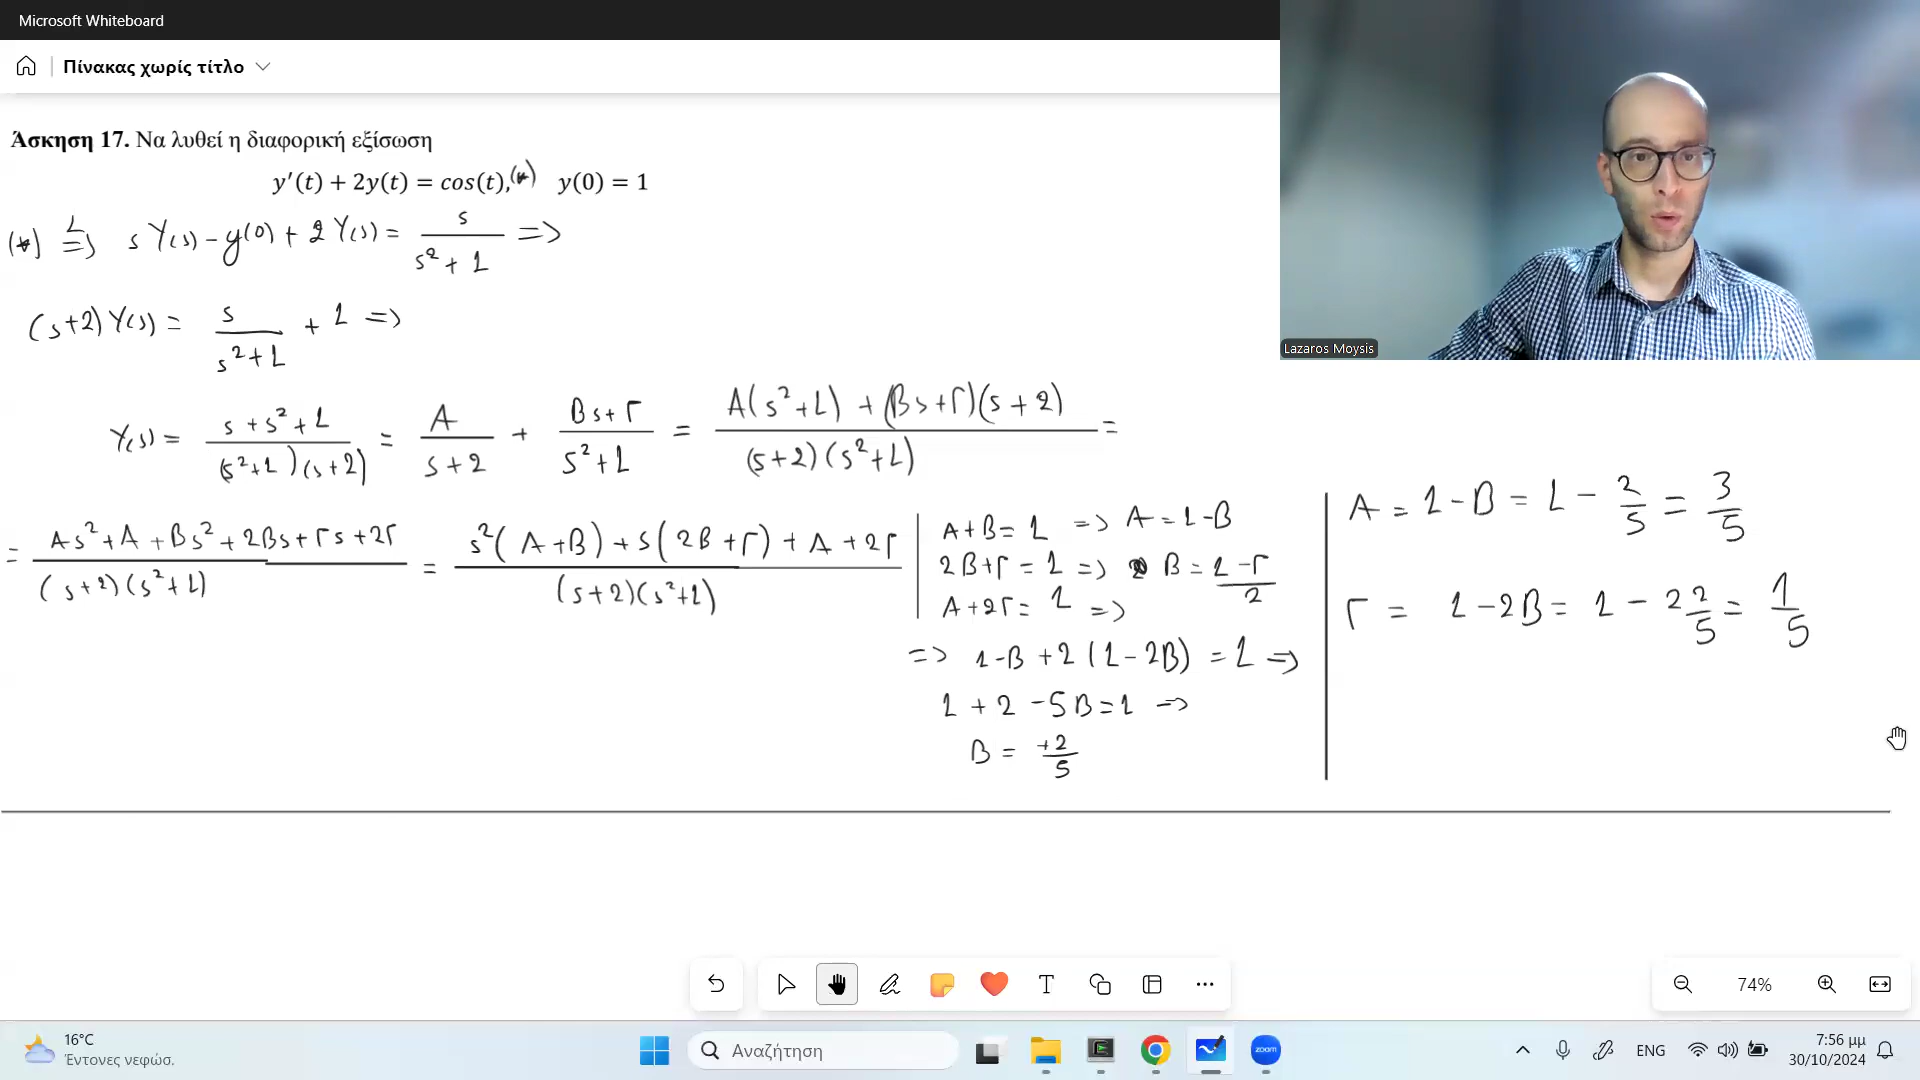 Microsoft Whiteboard
Πίνακας χωρίς τίτλο
Άσκηση 17. Να λυθεί η διαφορική εξίσωση
y′(t) + 2y(t) = cos(t), (*) y(0) = 1
(*) L=> s Y(s) - y(0) + 2 Y(s) = s / (s² + 1) =>
(s+2) Y(s) = s / (s² + 1) + 1 =>
Y(s) = (s + s² + 1) / ((s²+1)(s+2)) = A / (s+2) + (Bs+Γ) / (s²+1) = (A(s²+1) + (Bs+Γ)(s+2)) / ((s+2)(s²+1)) =
= (As² + A + Bs² + 2Bs + Γs + 2Γ) / ((s+2)(s²+1)) = (s²(A+B) + s(2B+Γ) + A + 2Γ) / ((s+2)(s²+1))
A+B = 1 => A = 1-B
2B+Γ = 1 => B = (1-Γ) / 2
A+2Γ = 1 =>
=> 1-B + 2(1-2B) = 1 =>
1 + 2 - 5B = 1 =>
B = +2 / 5
A = 1-B = 1 - 2/5 = 3/5
Γ = 1-2B = 1 - 2 2/5 = 1/5
Lazaros Moysis
74%
16°C
Έντονες νεφώσ.
Αναζήτηση
zoom
ENG
7:56 μμ
30/10/2024